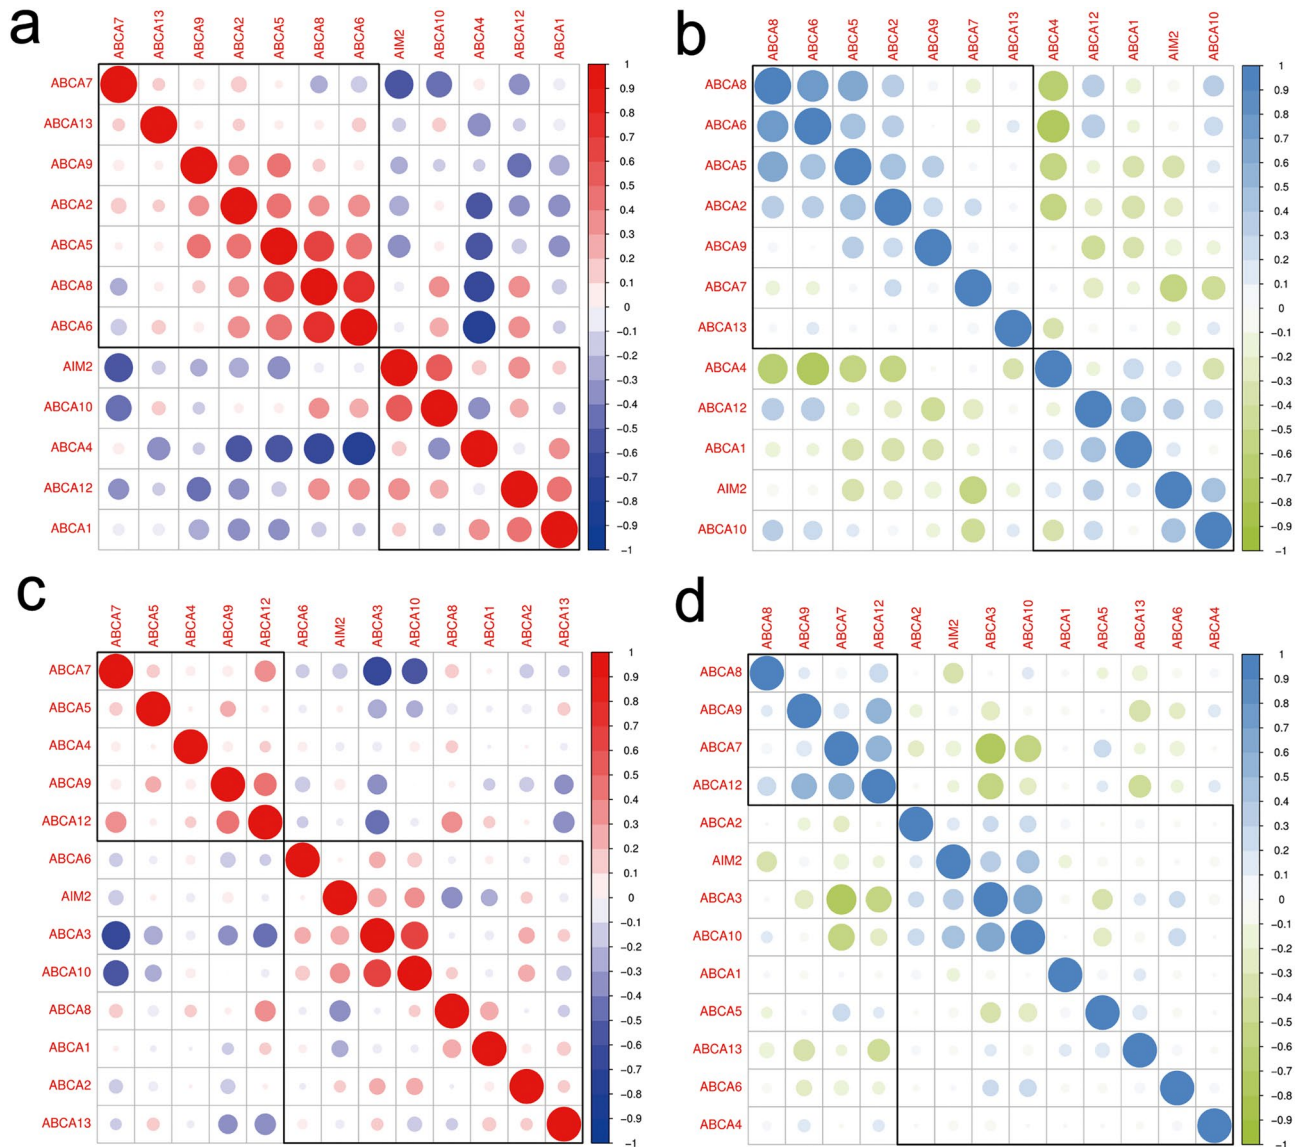 a
ABCA7 ABCA13 ABCA9 ABCA2 ABCA5 ABCA8 ABCA6 AIM2 ABCA10 ABCA4 ABCA12 ABCA1
ABCA7
ABCA13
ABCA9
ABCA2
ABCA5
ABCA8
ABCA6
AIM2
ABCA10
ABCA4
ABCA12
ABCA1
1
0.9
0.8
0.7
0.6
0.5
0.4
0.3
0.2
0.1
0
−0.1
−0.2
−0.3
−0.4
−0.5
−0.6
−0.7
−0.8
−0.9
−1
b
ABCA8 ABCA6 ABCA5 ABCA2 ABCA9 ABCA7 ABCA13 ABCA4 ABCA12 ABCA1 AIM2 ABCA10
ABCA8
ABCA6
ABCA5
ABCA2
ABCA9
ABCA7
ABCA13
ABCA4
ABCA12
ABCA1
AIM2
ABCA10
1
0.9
0.8
0.7
0.6
0.5
0.4
0.3
0.2
0.1
0
−0.1
−0.2
−0.3
−0.4
−0.5
−0.6
−0.7
−0.8
−0.9
−1
c
ABCA7 ABCA5 ABCA4 ABCA9 ABCA12 ABCA6 AIM2 ABCA3 ABCA10 ABCA8 ABCA1 ABCA2 ABCA13
ABCA7
ABCA5
ABCA4
ABCA9
ABCA12
ABCA6
AIM2
ABCA3
ABCA10
ABCA8
ABCA1
ABCA2
ABCA13
1
0.9
0.8
0.7
0.6
0.5
0.4
0.3
0.2
0.1
0
−0.1
−0.2
−0.3
−0.4
−0.5
−0.6
−0.7
−0.8
−0.9
−1
d
ABCA8 ABCA9 ABCA7 ABCA12 ABCA2 AIM2 ABCA3 ABCA10 ABCA1 ABCA5 ABCA13 ABCA6 ABCA4
ABCA8
ABCA9
ABCA7
ABCA12
ABCA2
AIM2
ABCA3
ABCA10
ABCA1
ABCA5
ABCA13
ABCA6
ABCA4
1
0.9
0.8
0.7
0.6
0.5
0.4
0.3
0.2
0.1
0
−0.1
−0.2
−0.3
−0.4
−0.5
−0.6
−0.7
−0.8
−0.9
−1